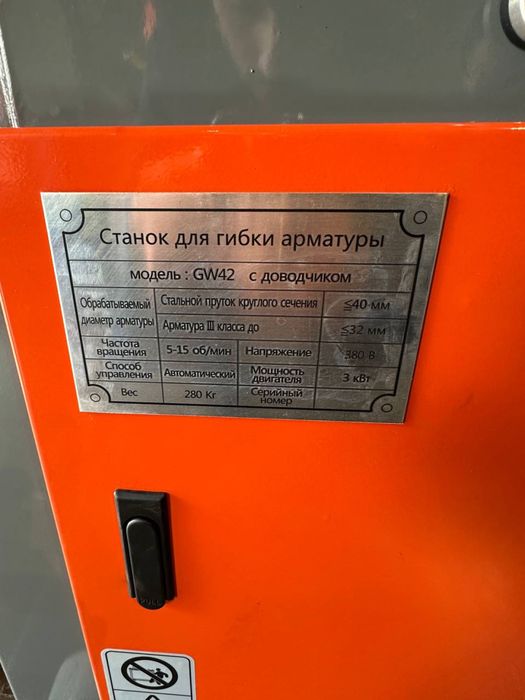 Станок для гибки арматуры
модель : GW42 с доводчиком
Обрабатываемый диаметр арматуры Стальной пруток круглого сечения ≤40 мм
Арматура III класса до ≤32 мм
Частота вращения 5-15 об/мин Напряжение 380 В
Способ управления Автоматический Мощность двигателя 3 кВт
Вес 280 Кг Серийный номер
PUSH